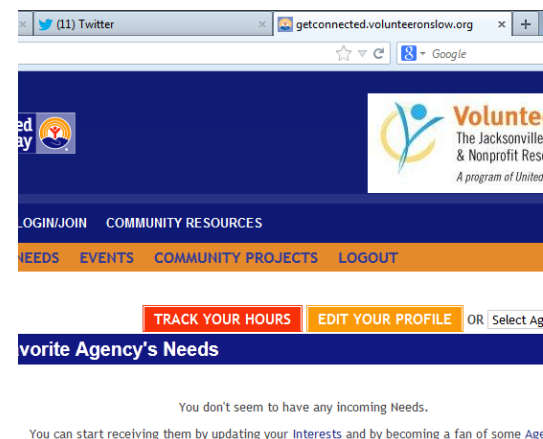 (11) Twitter getconnected.volunteeronslow.org
Google
ed
ay
Voluntee
The Jacksonville
& Nonprofit Reso
A program of United
LOGIN/JOIN COMMUNITY RESOURCES
NEEDS EVENTS COMMUNITY PROJECTS LOGOUT
TRACK YOUR HOURS EDIT YOUR PROFILE OR Select Ag
vorite Agency's Needs
You don't seem to have any incoming Needs.
You can start receiving them by updating your Interests and by becoming a fan of some Age